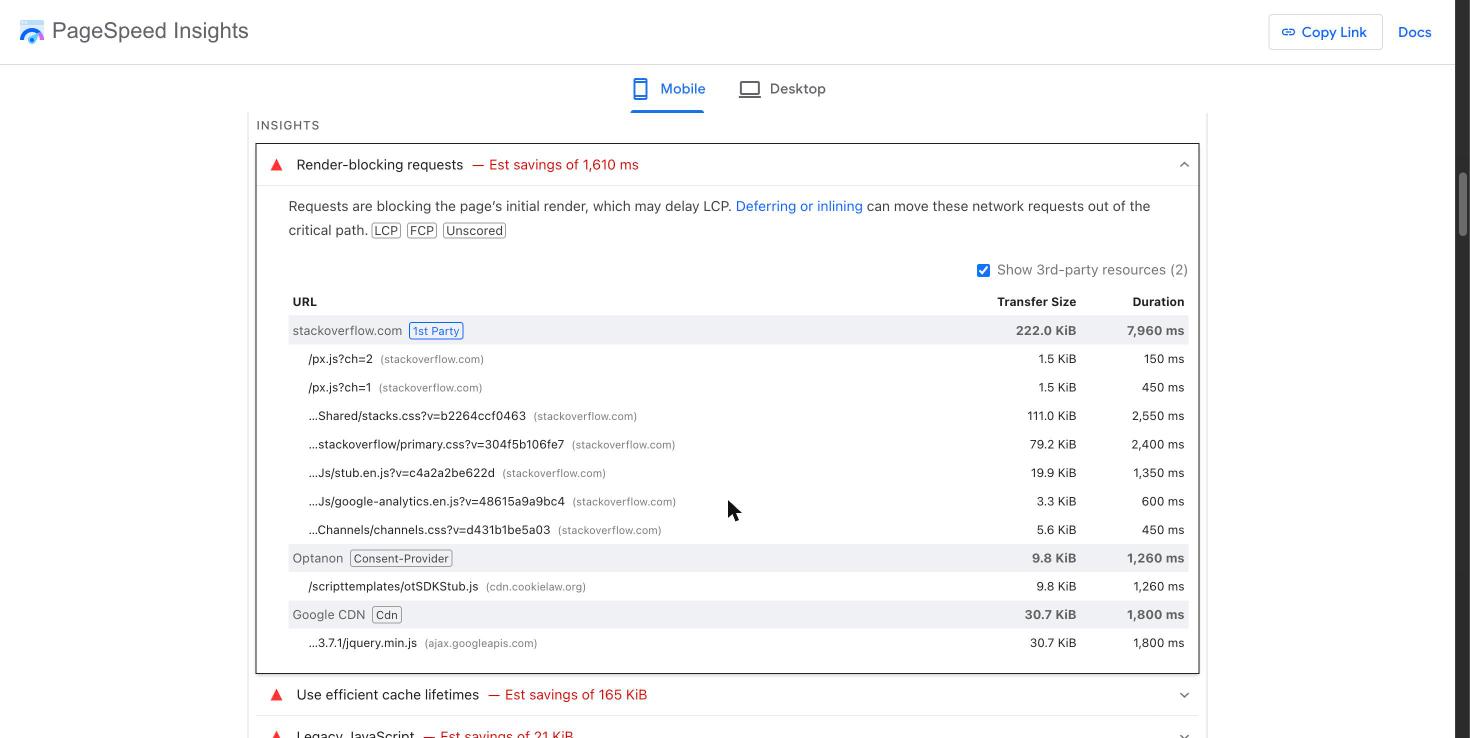 PageSpeed Insights
Copy Link
Docs
Mobile
Desktop
INSIGHTS
Render-blocking requests — Est savings of 1,610 ms
Requests are blocking the page's initial render, which may delay LCP. Deferring or inlining can move these network requests out of the
critical path. LCP FCP Unscored
Show 3rd-party resources (2)
URL Transfer Size Duration
stackoverflow.com 1st Party 222.0 KiB 7,960 ms
/px.js?ch=2 (stackoverflow.com) 1.5 KiB 150 ms
/px.js?ch=1 (stackoverflow.com) 1.5 KiB 450 ms
…Shared/stacks.css?v=b2264ccf0463 (stackoverflow.com) 111.0 KiB 2,550 ms
…stackoverflow/primary.css?v=304f5b106fe7 (stackoverflow.com) 79.2 KiB 2,400 ms
…Js/stub.en.js?v=c4a2a2be622d (stackoverflow.com) 19.9 KiB 1,350 ms
…Js/google-analytics.en.js?v=48615a9a9bc4 (stackoverflow.com) 3.3 KiB 600 ms
…Channels/channels.css?v=d431b1be5a03 (stackoverflow.com) 5.6 KiB 450 ms
Optanon Consent-Provider 9.8 KiB 1,260 ms
/scripttemplates/otSDKStub.js (cdn.cookielaw.org) 9.8 KiB 1,260 ms
Google CDN Cdn 30.7 KiB 1,800 ms
…3.7.1/jquery.min.js (ajax.googleapis.com) 30.7 KiB 1,800 ms
Use efficient cache lifetimes — Est savings of 165 KiB
Legacy JavaScript — Est savings of 21 KiB